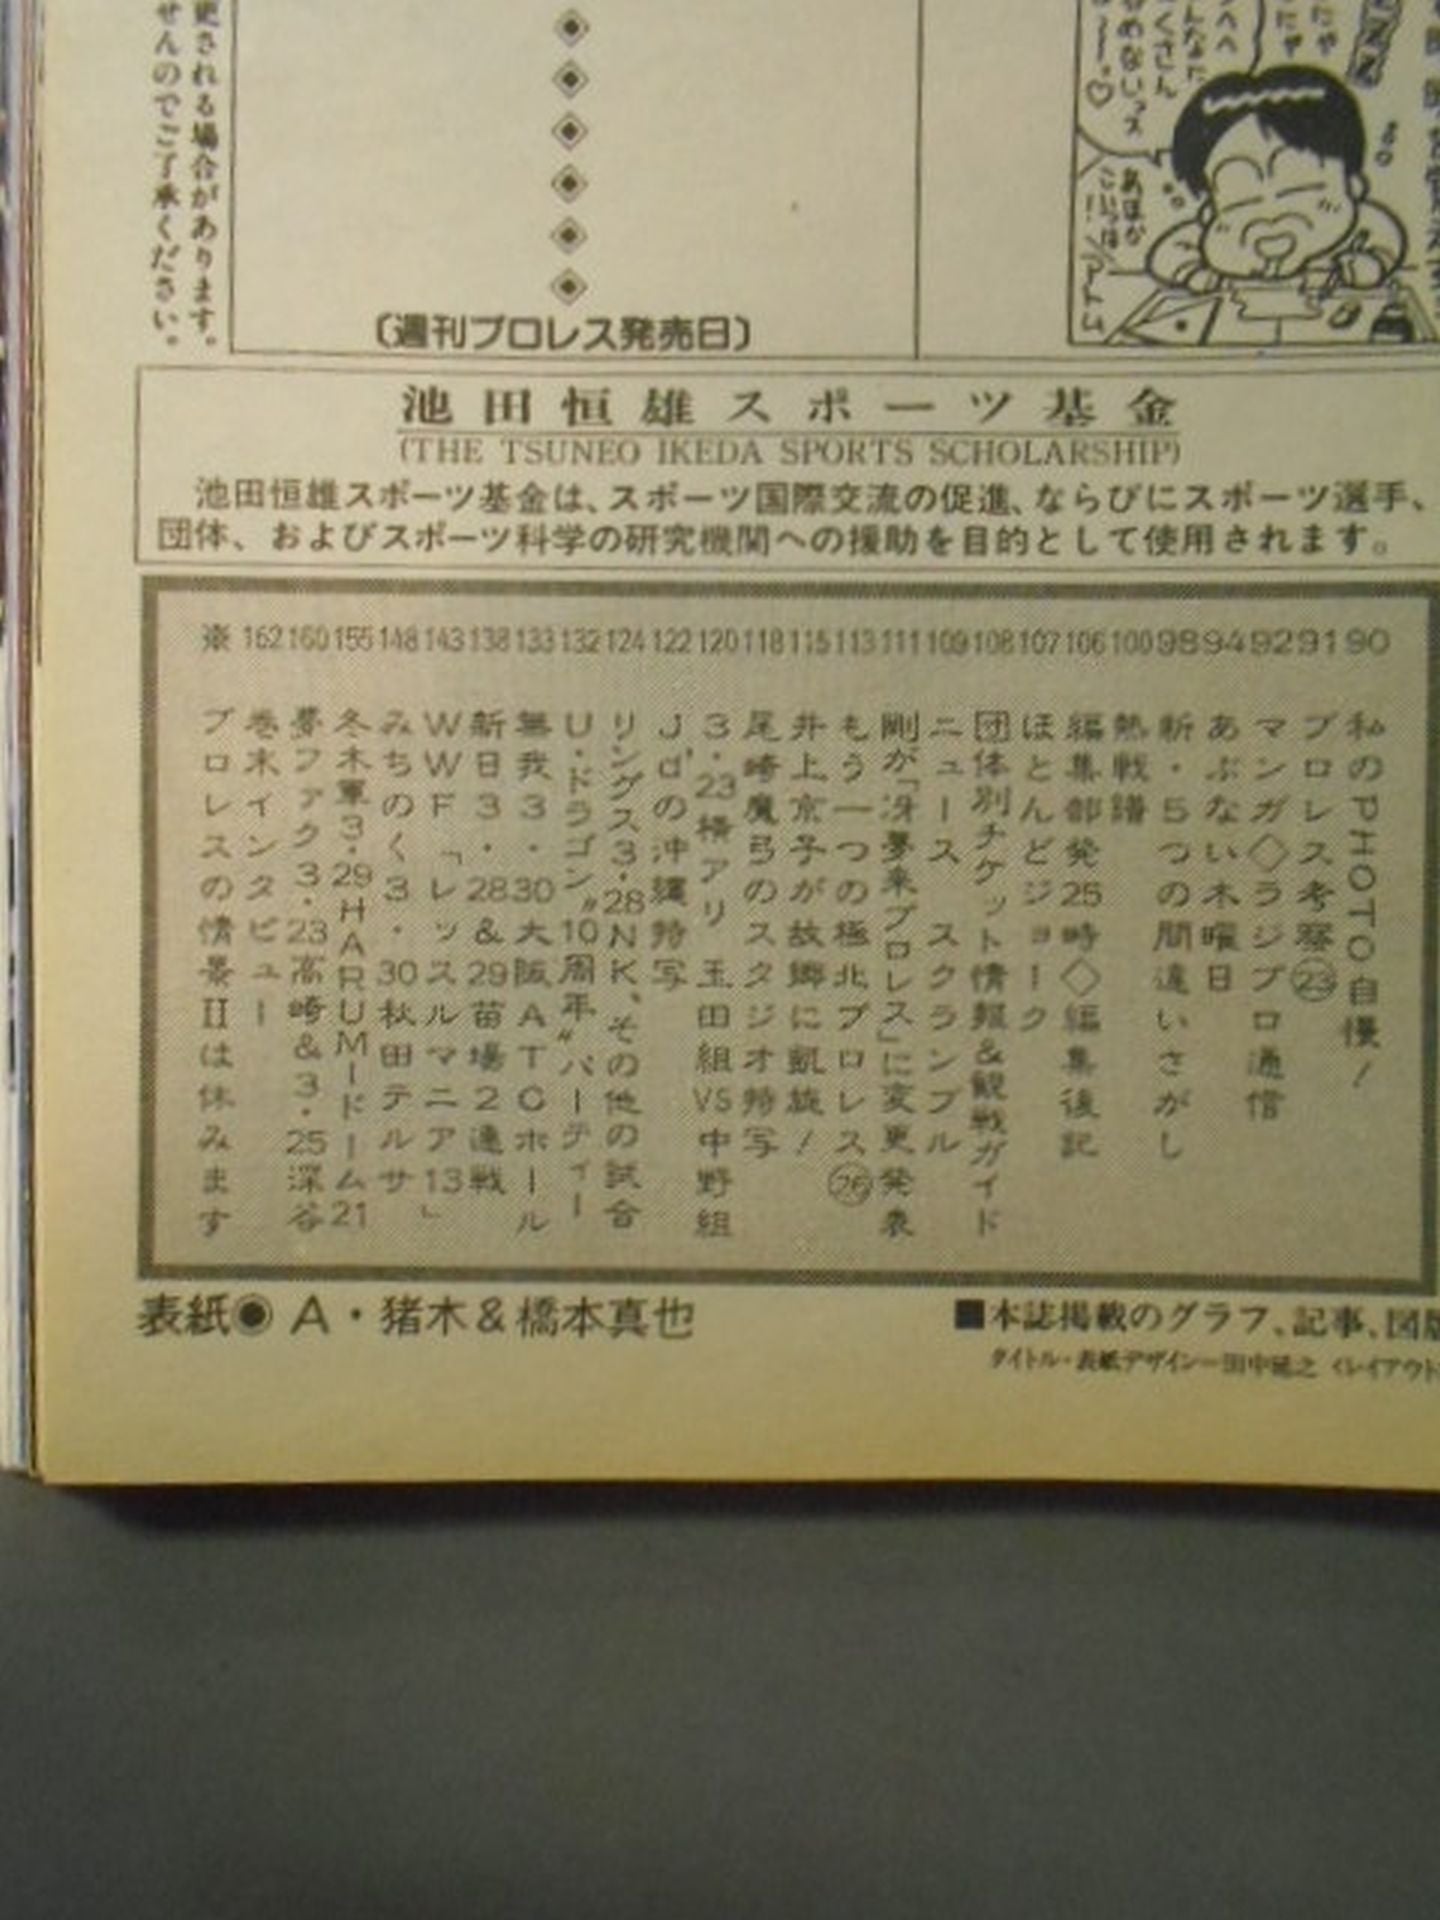 更される場合があります。
せんのでご了承ください。
(週刊プロレス発売日)
池田恒雄スポーツ基金
(THE TSUNEO IKEDA SPORTS SCHOLARSHIP)
池田恒雄スポーツ基金は、スポーツ国際交流の促進、ならびにスポーツ選手、
団体、およびスポーツ科学の研究機関への援助を目的として使用されます。
90 私のPHOTO自慢!
91 プロレス考察㉓
92 マンガ◇ラジプロ通信
94 あぶない木曜日
98 新・5つの間違いさがし
100 熱戦譜
106 編集部発25時◇編集後記
107 ほとんどジョーク
108 団体別チケット情報&観戦ガイド
109 ニュース スクランブル
111 剛が「冴夢来プロレス」に変更発表
113 もう一つの極北プロレス㉖
115 井上京子が故郷に凱旋!
118 尾崎魔弓のスタジオ特写
120 3・23横アリ 玉田組VS中野組
122 Jd'の沖縄特写
124 リングス3・28NK、その他の試合
132 U・ドラゴン〝10周年〟パーティー
133 無我3・30大阪ATCホール
138 新日3・28&29苗場2連戦
143 WWF「レッスルマニア13」
148 みちのく3・30秋田テルサ
155 冬木軍3・29HARUMIドーム21
160 夢ファク3・23高崎&3・25深谷
162 巻末インタビュー
※ プロレスの情景IIは休みます
表紙◉A・猪木&橋本真也
■本誌掲載のグラフ、記事、図版
タイトル・表紙デザイン=田中延之〈レイアウト